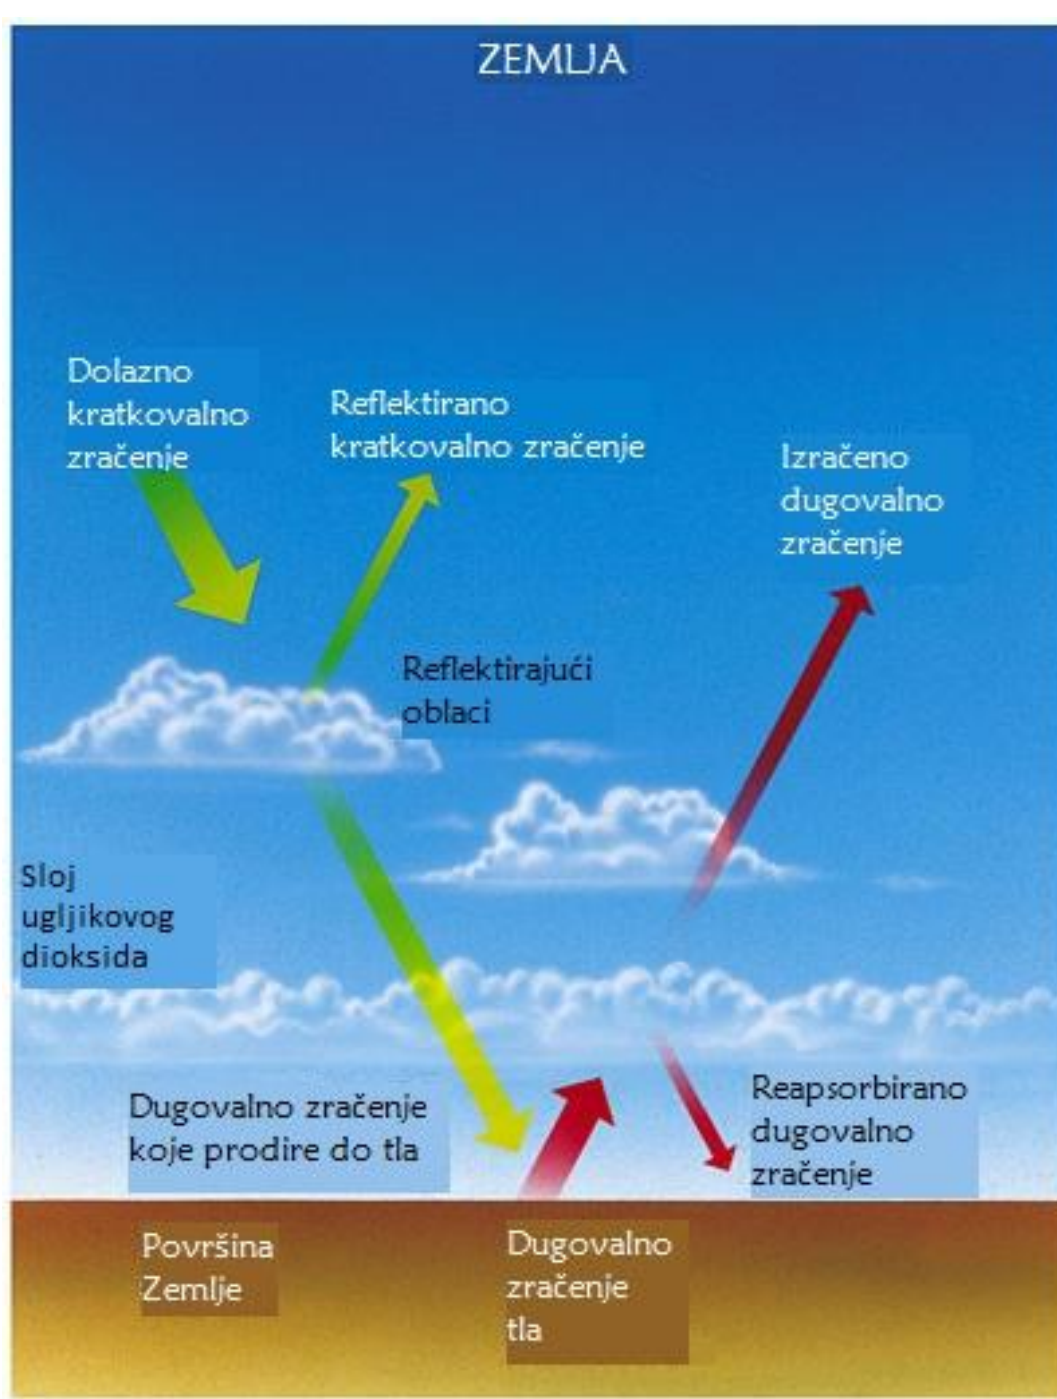 ZEMLJA
Dolazno
kratkovalno
zračenje
Reflektirano
kratkovalno zračenje
Izračeno
dugovalno
zračenje
Reflektirajući
oblaci
Sloj
ugljikovog
dioksida
Dugovalno zračenje
koje prodire do tla
Reapsorbirano
dugovalno
zračenje
Površina
Zemlje
Dugovalno
zračenje
tla